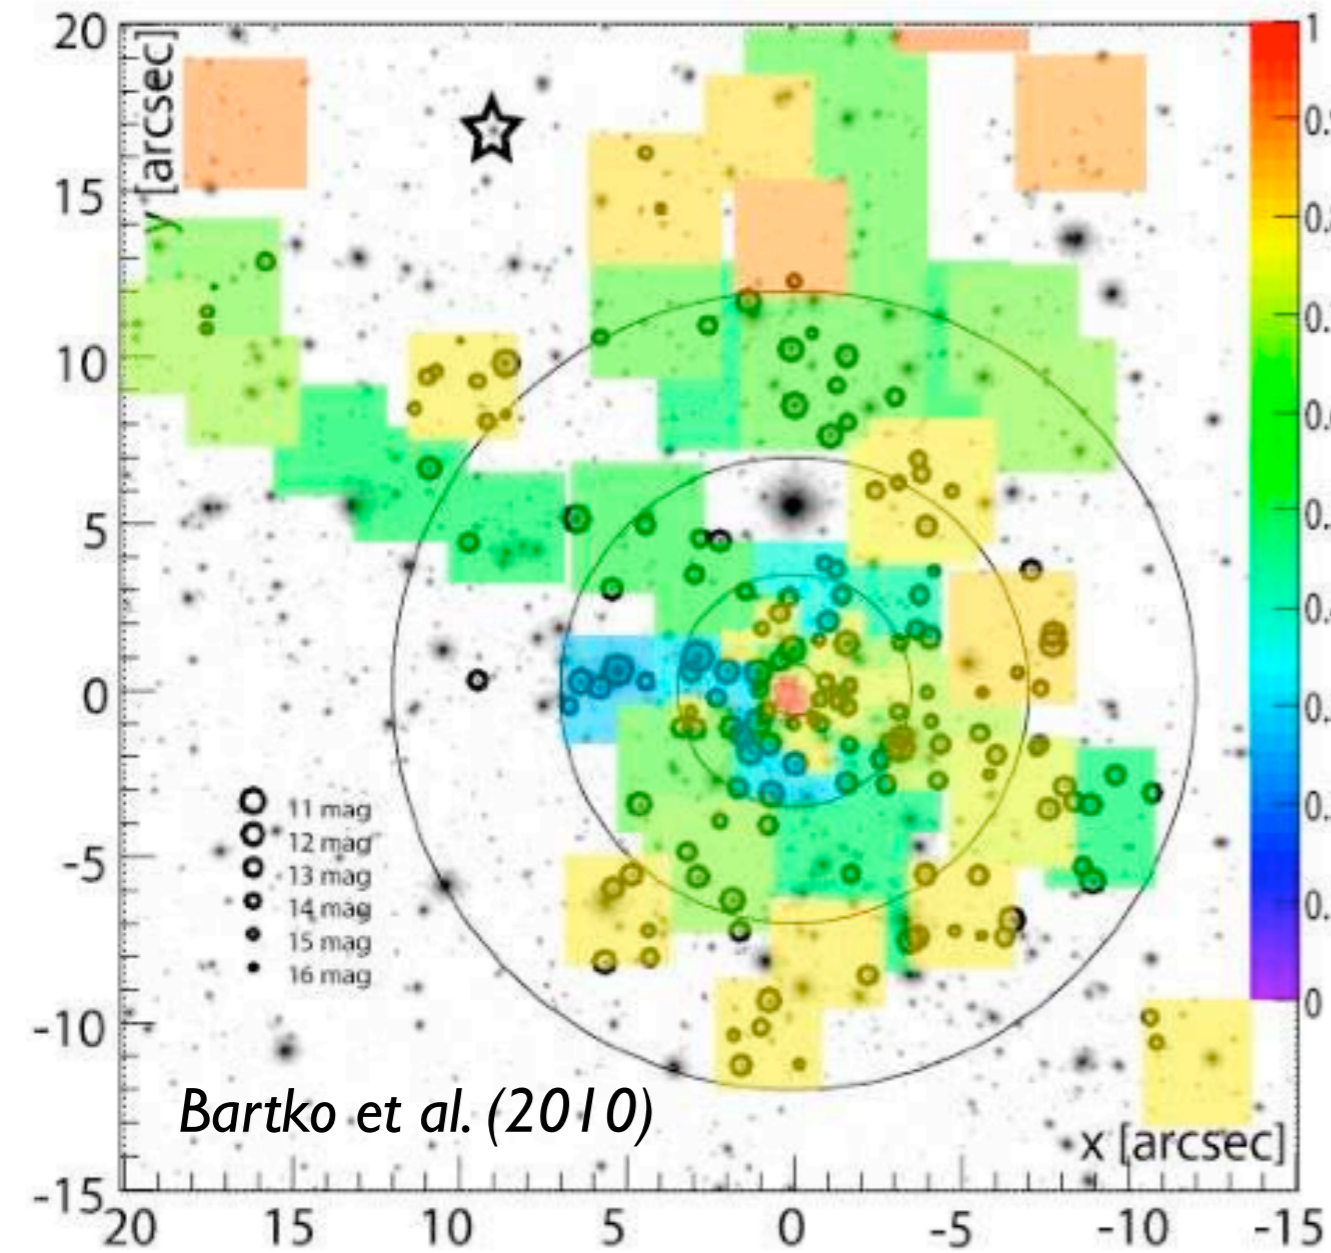 20
15
10
5
0
-5
-10
-15
y [arcsec]
11 mag
12 mag
13 mag
14 mag
15 mag
16 mag
Bartko et al. (2010)
x [arcsec]
20 15 10 5 0 -5 -10 -15
1
0